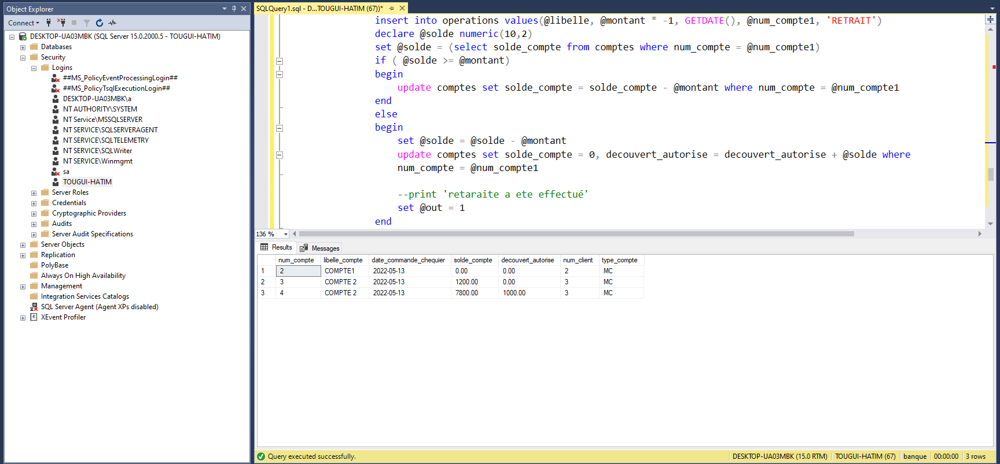 Object Explorer
Connect
DESKTOP-UA03MBK (SQL Server 15.0.2000.5 - TOUGUI-HATIM)
Databases
Security
Logins
##MS_PolicyEventProcessingLogin##
##MS_PolicyTsqlExecutionLogin##
DESKTOP-UA03MBK\a
NT AUTHORITY\SYSTEM
NT Service\MSSQLSERVER
NT SERVICE\SQLSERVERAGENT
NT SERVICE\SQLTELEMETRY
NT SERVICE\SQLWriter
NT SERVICE\Winmgmt
sa
TOUGUI-HATIM
Server Roles
Credentials
Cryptographic Providers
Audits
Server Audit Specifications
Server Objects
Replication
PolyBase
Always On High Availability
Management
Integration Services Catalogs
SQL Server Agent (Agent XPs disabled)
XEvent Profiler
SQLQuery1.sql - D...TOUGUI-HATIM (67))*
insert into operations values(@libelle, @montant * -1, GETDATE(), @num_compte1, 'RETRAIT')
declare @solde numeric(10,2)
set @solde = (select solde_compte from comptes where num_compte = @num_compte1)
if ( @solde >= @montant)
begin
update comptes set solde_compte = solde_compte - @montant where num_compte = @num_compte1
end
else
begin
set @solde = @solde - @montant
update comptes set solde_compte = 0, decouvert_autorise = decouvert_autorise + @solde where
num_compte = @num_compte1
--print 'retaraite a ete effectué'
set @out = 1
end
136 %
Results Messages
num_compte libelle_compte date_commande_chequier solde_compte decouvert_autorise num_client type_compte
1 2 COMPTE1 2022-05-13 0.00 0.00 2 MC
2 3 COMPTE 2 2022-05-13 1200.00 0.00 3 MC
3 4 COMPTE 2 2022-05-13 7800.00 1000.00 3 MC
Query executed successfully. DESKTOP-UA03MBK (15.0 RTM) TOUGUI-HATIM (67) banque 00:00:00 3 rows